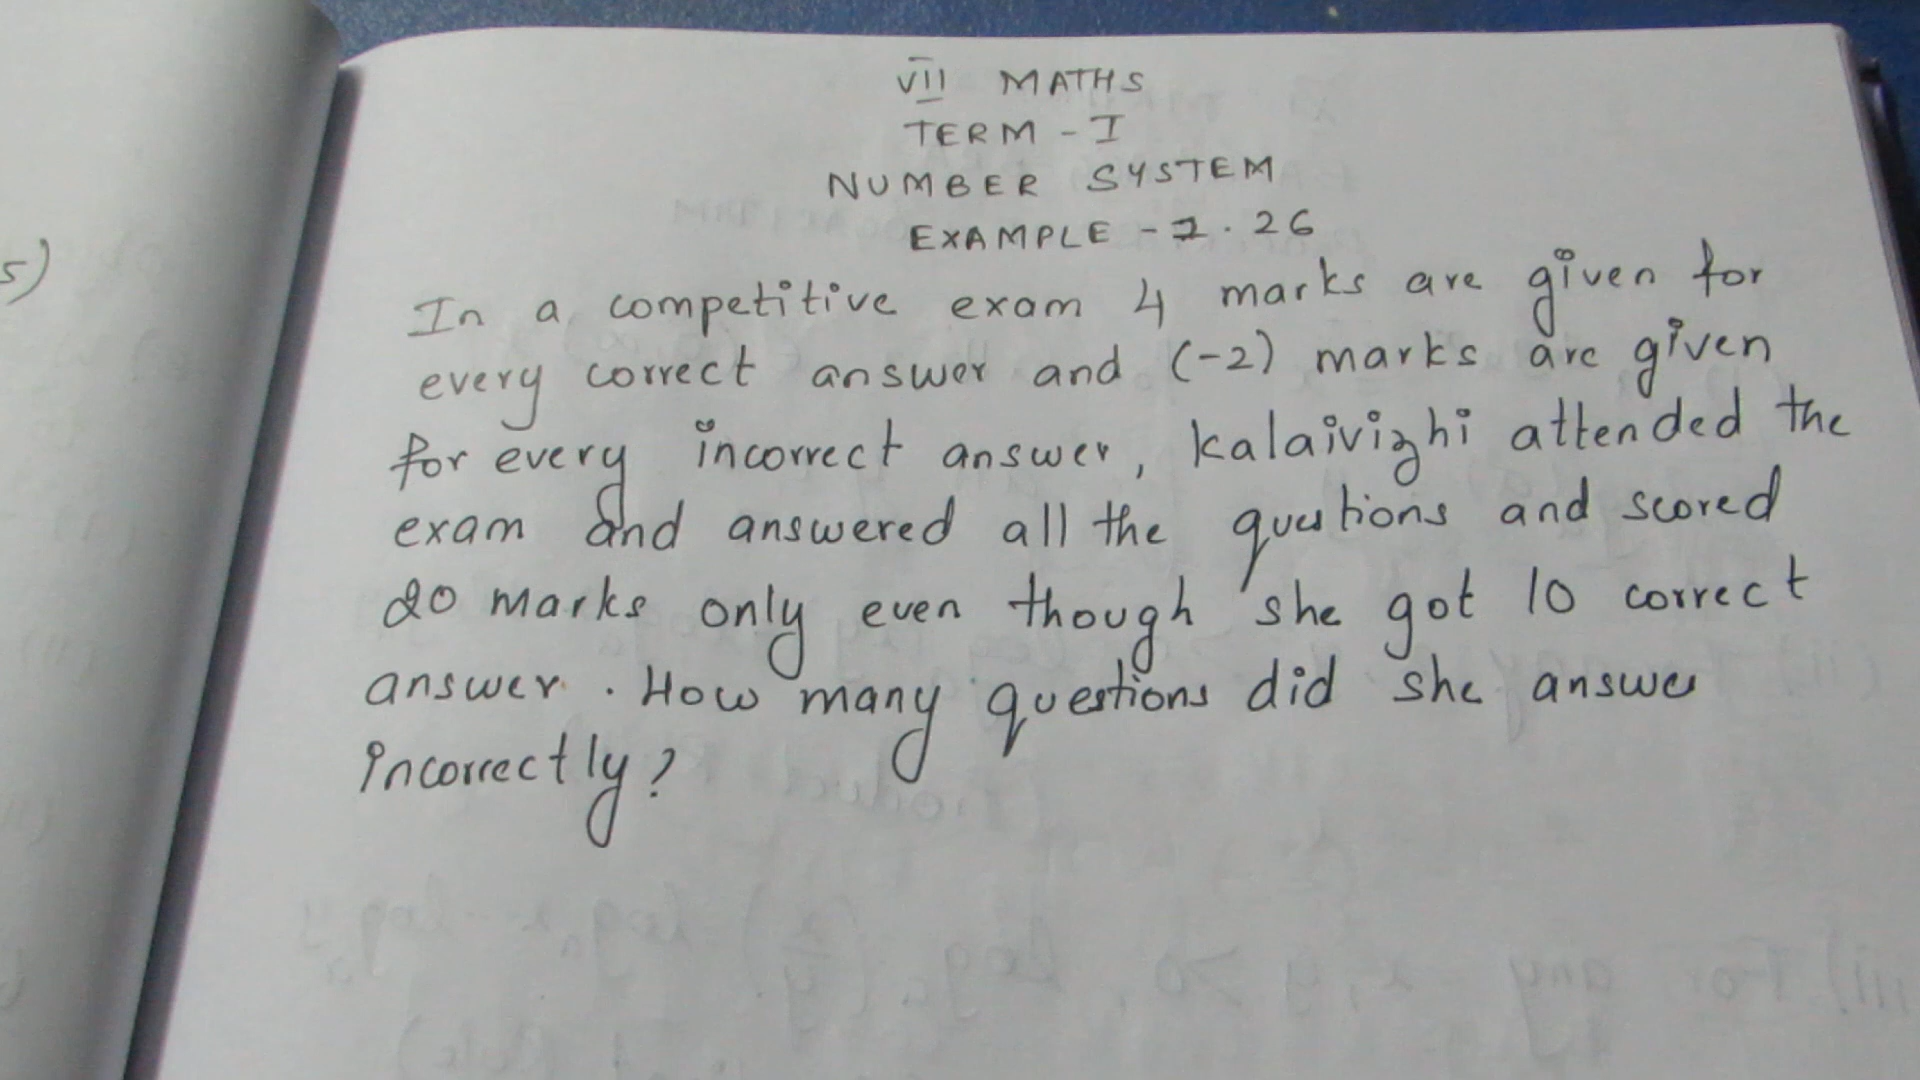 VII MATHS
TERM - I
NUMBER SYSTEM
EXAMPLE - 1.26
5)
In a competitive exam 4 marks are given for
every correct answer and (-2) marks are given
for every incorrect answer, kalaivizhi attended the
exam and answered all the questions and scored
20 marks only even though she got 10 correct
answer. How many questions did she answer
incorrectly?